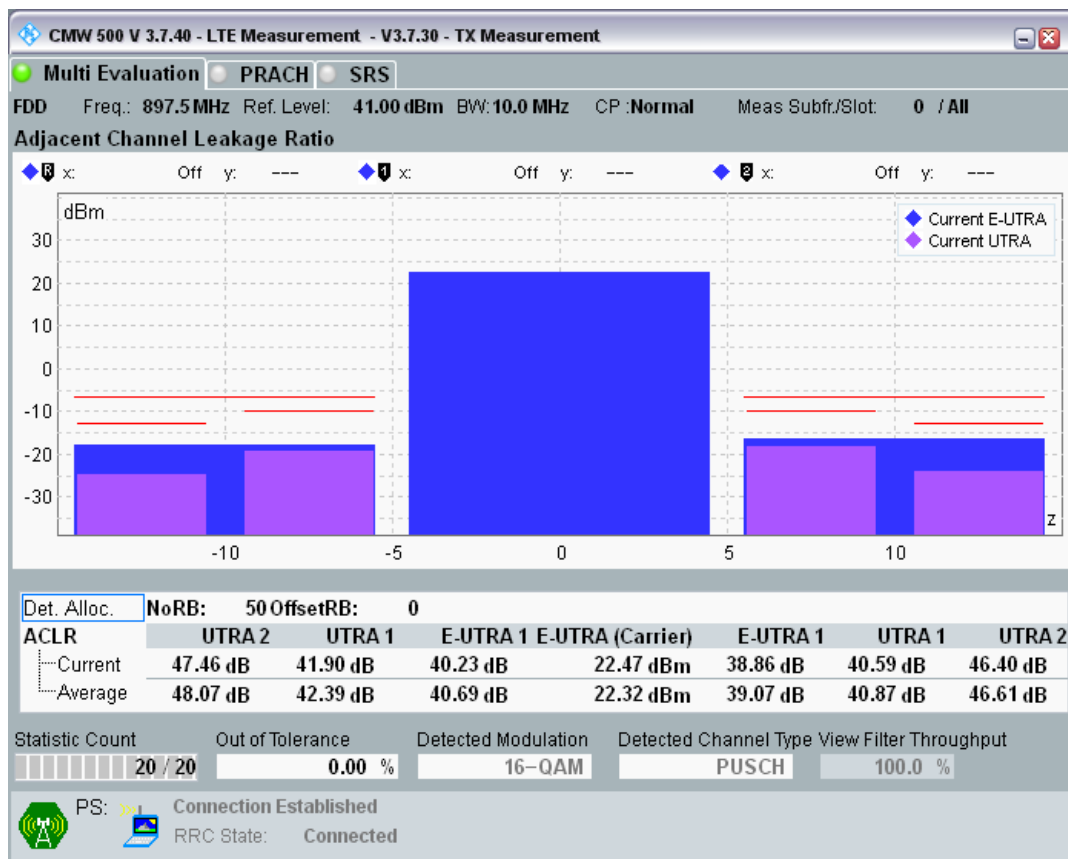 CMW 500 V 3.7.40 - LTE Measurement - V3.7.30 - TX Measurement
Multi Evaluation PRACH SRS
FDD Freq.: 897.5 MHz Ref. Level: 41.00 dBm BW: 10.0 MHz CP :Normal Meas Subfr./Slot: 0 / All
Adjacent Channel Leakage Ratio
R x: Off y: --- 1 x: Off y: --- 2 x: Off y: ---
dBm
Current E-UTRA
Current UTRA
30
20
10
0
-10
-20
-30
z
-10 -5 0 5 10
Det. Alloc. NoRB: 50 OffsetRB: 0
ACLR UTRA 2 UTRA 1 E-UTRA 1 E-UTRA (Carrier) E-UTRA 1 UTRA 1 UTRA 2
Current 47.46 dB 41.90 dB 40.23 dB 22.47 dBm 38.86 dB 40.59 dB 46.40 dB
Average 48.07 dB 42.39 dB 40.69 dB 22.32 dBm 39.07 dB 40.87 dB 46.61 dB
Statistic Count Out of Tolerance Detected Modulation Detected Channel Type View Filter Throughput
20 / 20 0.00 % 16-QAM PUSCH 100.0 %
PS: Connection Established
RRC State: Connected